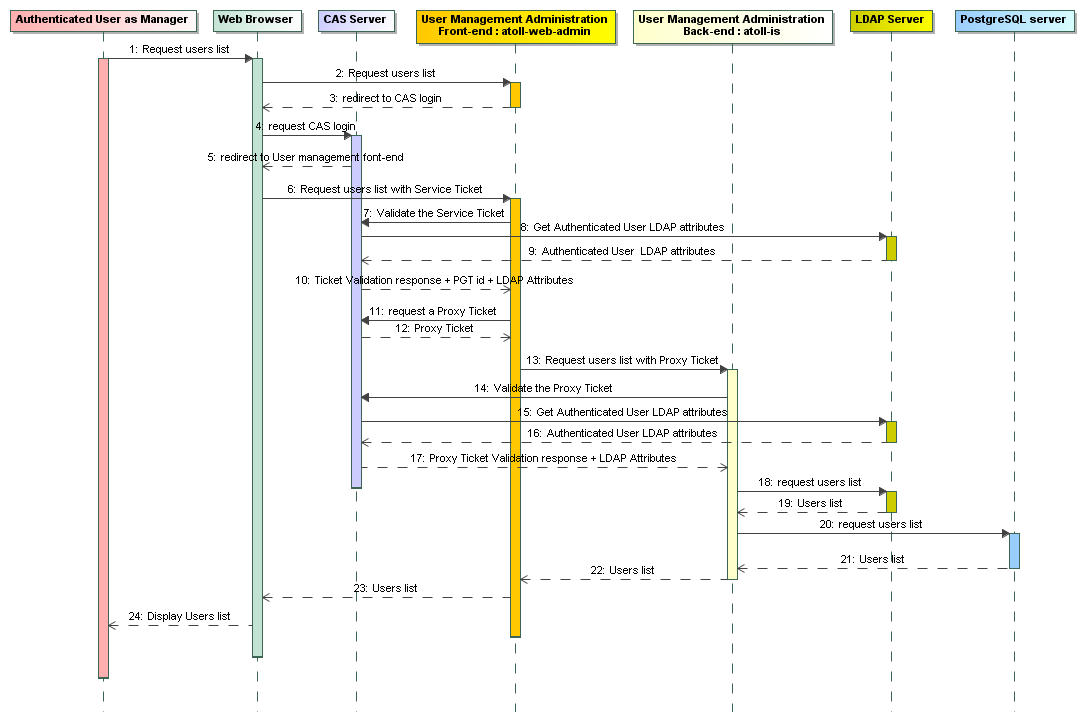 Authenticated User as Manager
Web Browser
CAS Server
User Management Administration
Front-end : atoll-web-admin
User Management Administration
Back-end : atoll-is
LDAP Server
PostgreSQL server
1: Request users list
2: Request users list
3: redirect to CAS login
4: request CAS login
5: redirect to User management font-end
6: Request users list with Service Ticket
7: Validate the Service Ticket
8: Get Authenticated User LDAP attributes
9: Authenticated User LDAP attributes
10: Ticket Validation response + PGT id + LDAP Attributes
11: request a Proxy Ticket
12: Proxy Ticket
13: Request users list with Proxy Ticket
14: Validate the Proxy Ticket
15: Get Authenticated User LDAP attributes
16: Authenticated User LDAP attributes
17: Proxy Ticket Validation response + LDAP Attributes
18: request users list
19: Users list
20: request users list
21: Users list
22: Users list
23: Users list
24: Display Users list